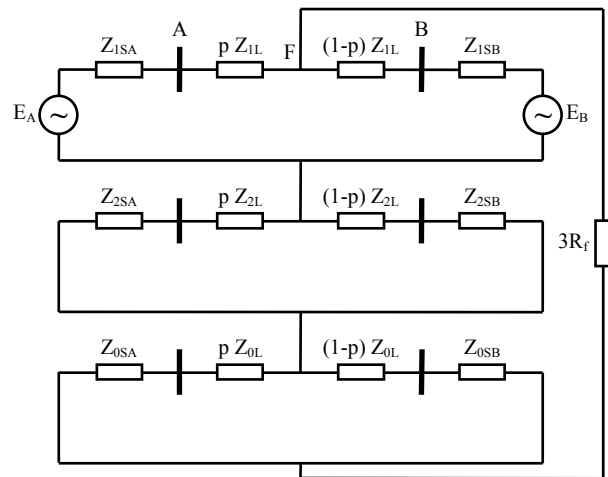 A B
Z1SA p Z1L F (1-p) Z1L Z1SB
EA ~ ~ EB
Z2SA p Z2L (1-p) Z2L Z2SB
3Rf
Z0SA p Z0L (1-p) Z0L Z0SB